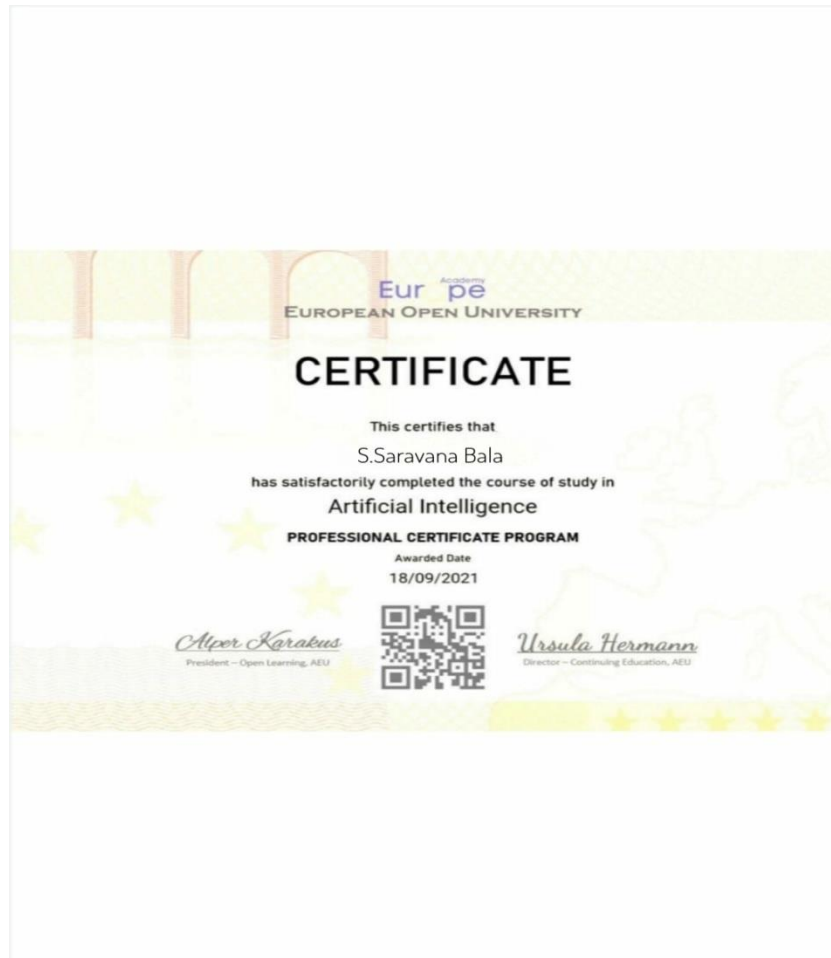 Academy
Eur pe
EUROPEAN OPEN UNIVERSITY
CERTIFICATE
This certifies that
S.Saravana Bala
has satisfactorily completed the course of study in
Artificial Intelligence
PROFESSIONAL CERTIFICATE PROGRAM
Awarded Date
18/09/2021
Alper Karakus
President – Open Learning, AEU
Ursula Hermann
Director – Continuing Education, AEU